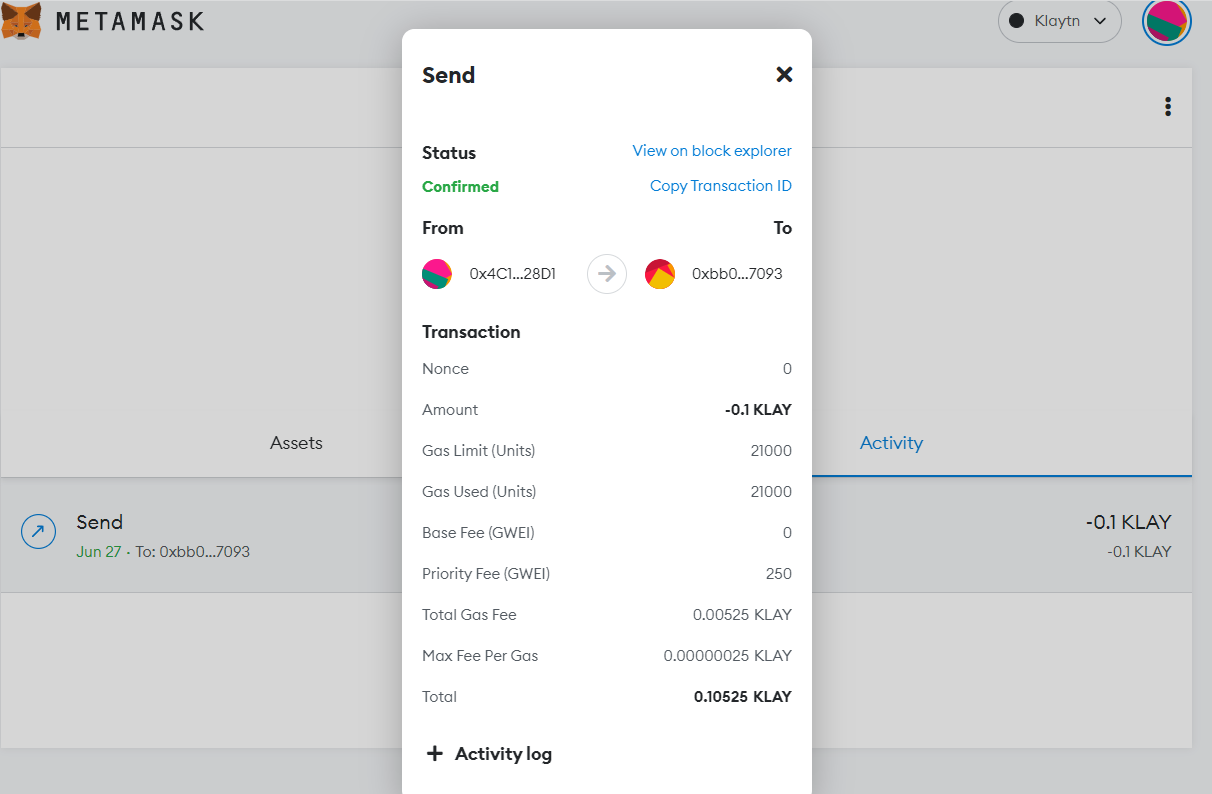 METAMASK
Klaytn
Send
Status View on block explorer
Confirmed Copy Transaction ID
From To
0x4C1...28D1 0xbb0...7093
Transaction
Nonce 0
Amount -0.1 KLAY
Assets Activity
Gas Limit (Units) 21000
Gas Used (Units) 21000
Send -0.1 KLAY
Jun 27 · To: 0xbb0...7093 -0.1 KLAY
Base Fee (GWEI) 0
Priority Fee (GWEI) 250
Total Gas Fee 0.00525 KLAY
Max Fee Per Gas 0.00000025 KLAY
Total 0.10525 KLAY
+ Activity log